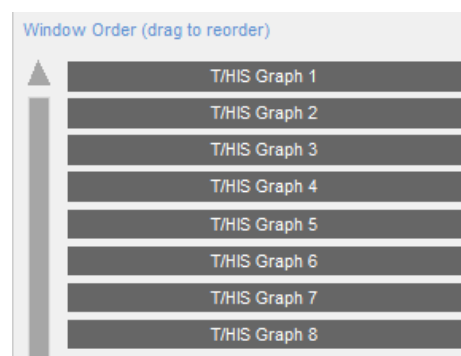 Window Order (drag to reorder)
T/HIS Graph 1
T/HIS Graph 2
T/HIS Graph 3
T/HIS Graph 4
T/HIS Graph 5
T/HIS Graph 6
T/HIS Graph 7
T/HIS Graph 8